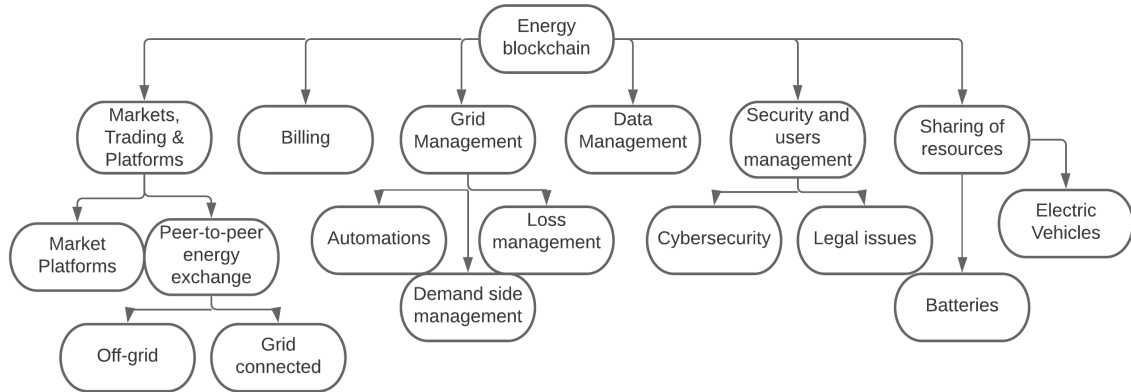 Energy
blockchain
Markets,
Trading &
Platforms
Billing
Grid
Management
Data
Management
Security and
users
management
Sharing of
resources
Market
Platforms
Peer-to-peer
energy
exchange
Automations
Loss
management
Demand side
management
Cybersecurity
Legal issues
Electric
Vehicles
Batteries
Off-grid
Grid
connected